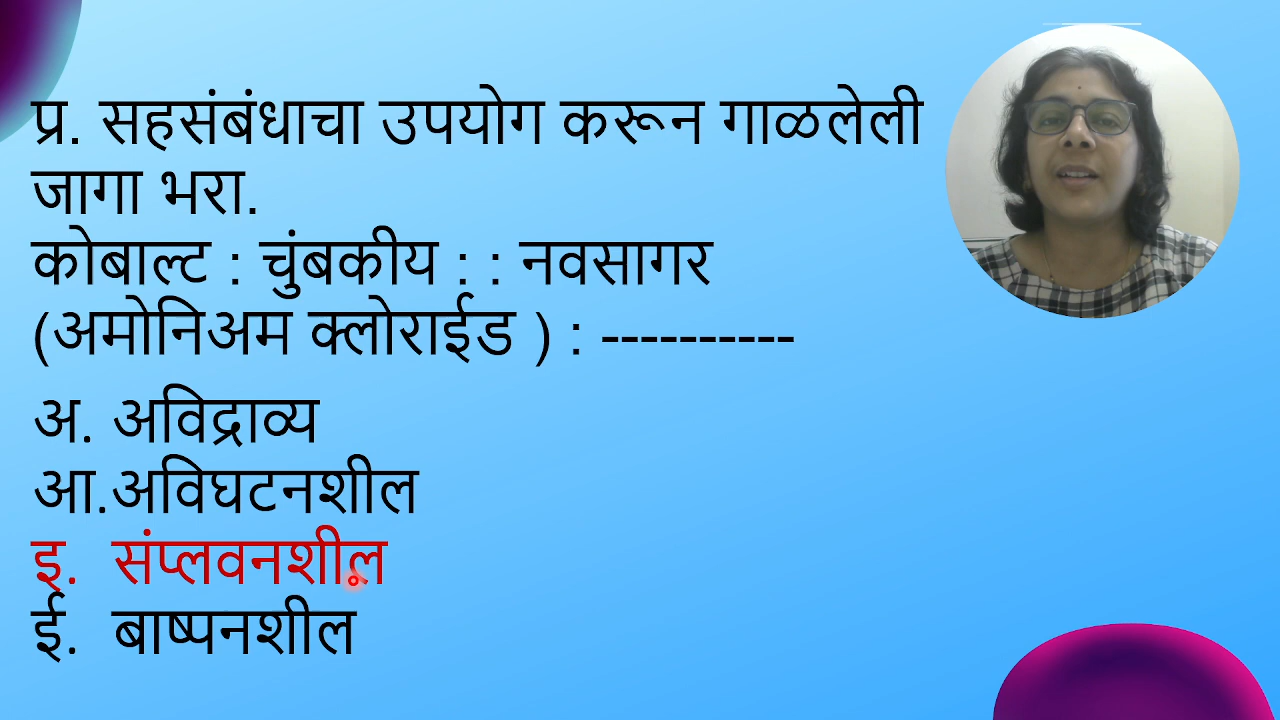 प्र. सहसंबंधाचा उपयोग करून गाळलेली
जागा भरा.
कोबाल्ट : चुंबकीय : : नवसागर
(अमोनिअम क्लोराईड ) : ----------
अ. अविद्राव्य
आ.अविघटनशील
इ. संप्लवनशील
ई. बाष्पनशील